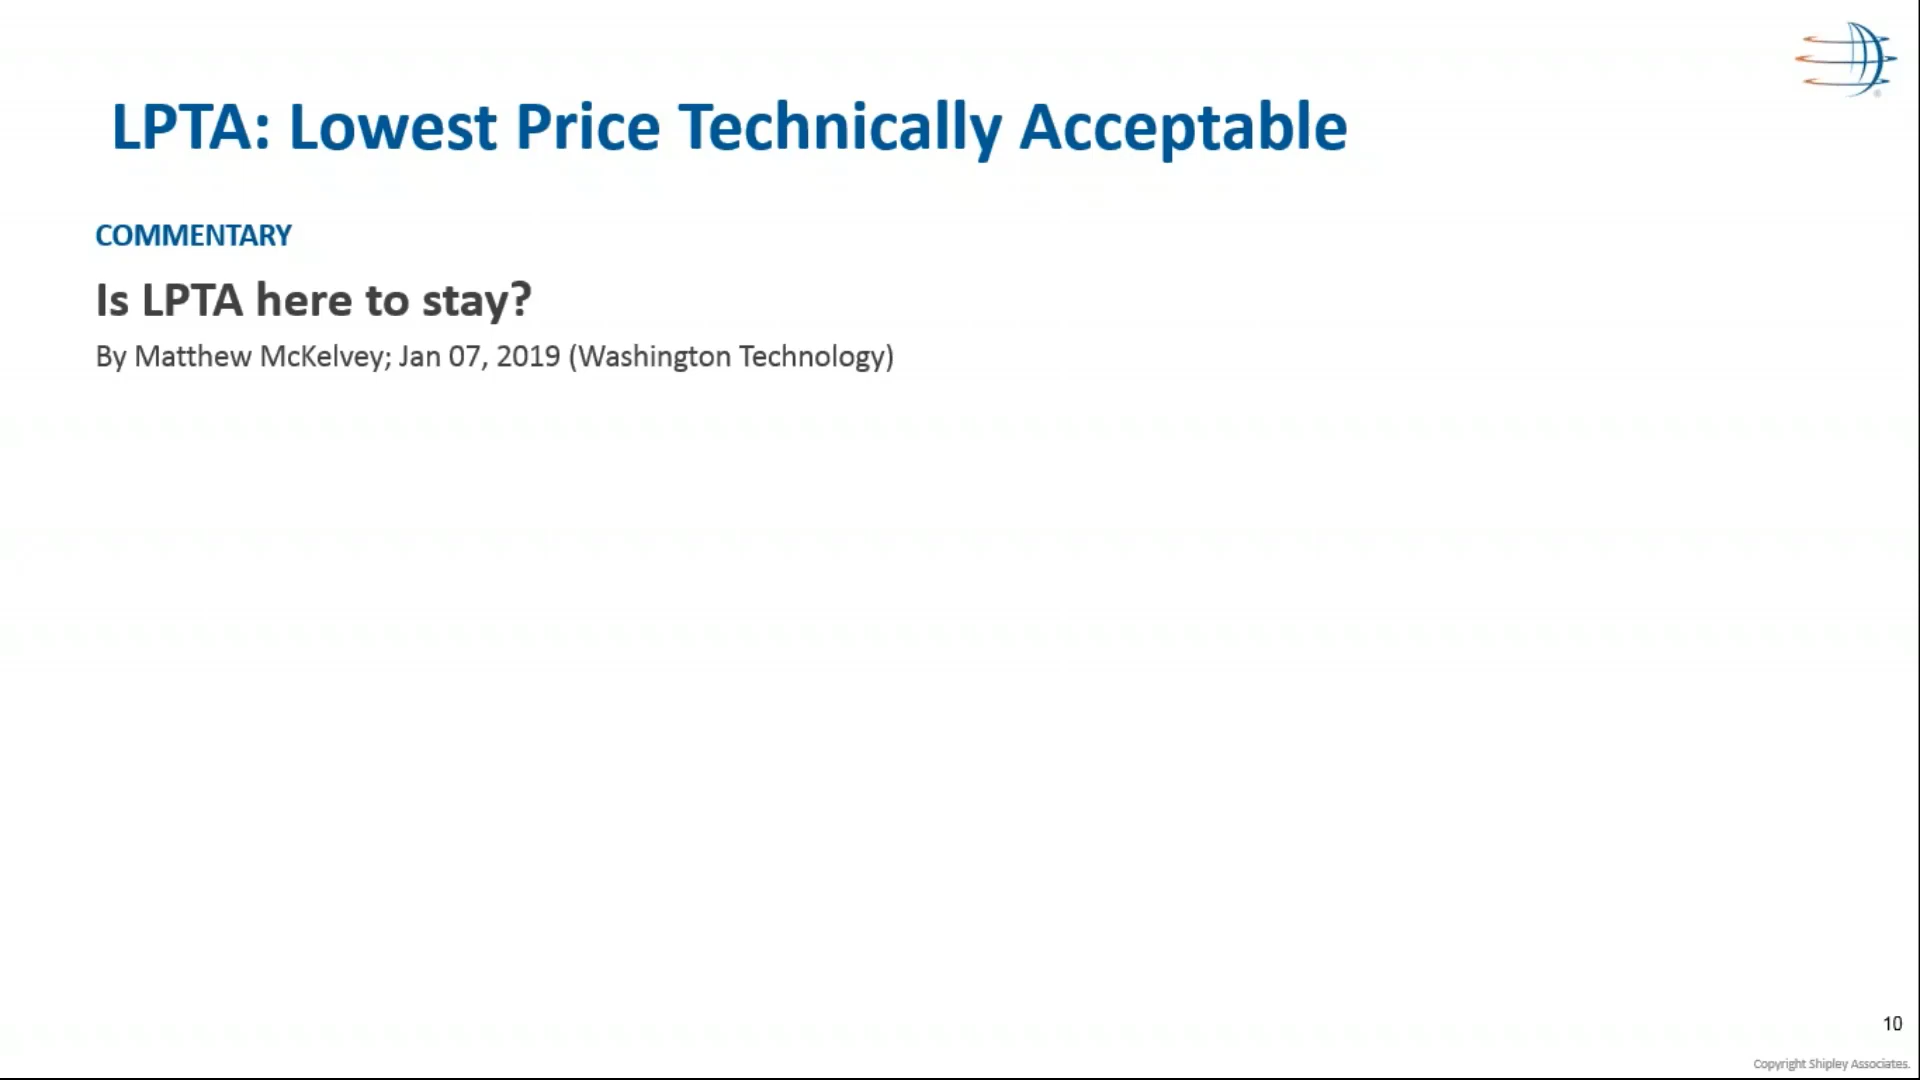 LPTA: Lowest Price Technically Acceptable
COMMENTARY
Is LPTA here to stay?
By Matthew McKelvey; Jan 07, 2019 (Washington Technology)
10
Copyright Shipley Associates.